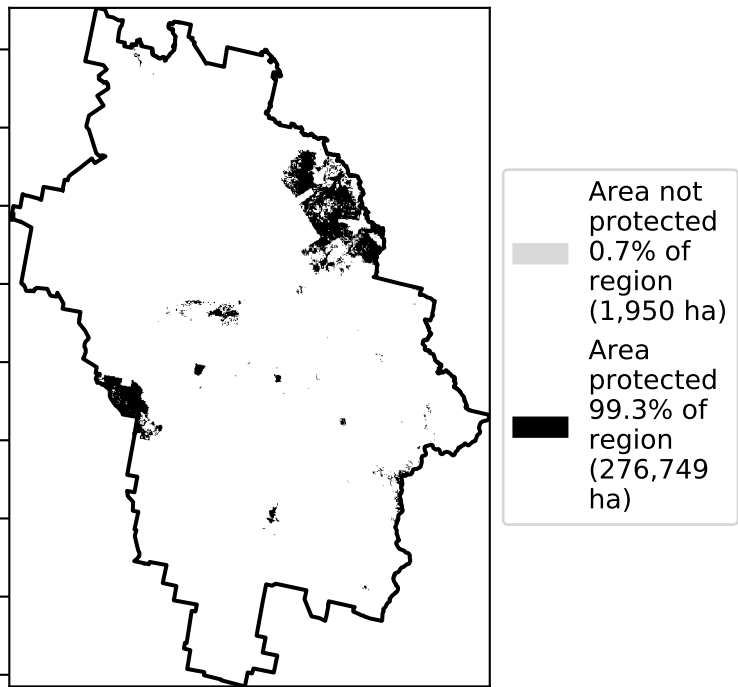 Area not
protected
0.7% of
region
(1,950 ha)
Area
protected
99.3% of
region
(276,749
ha)